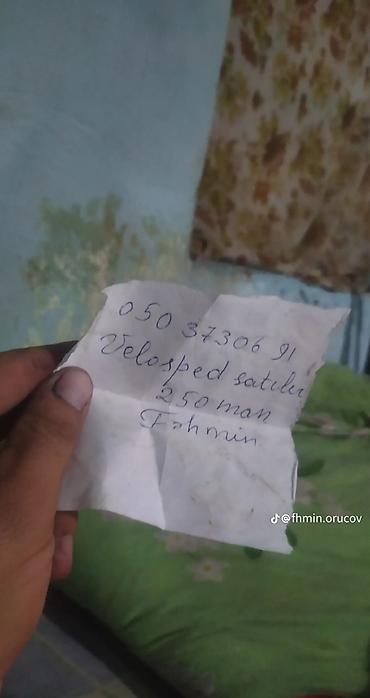 050 37306 91
Velosped satılır
250 man
Fəhmin
@fhmin.orucov